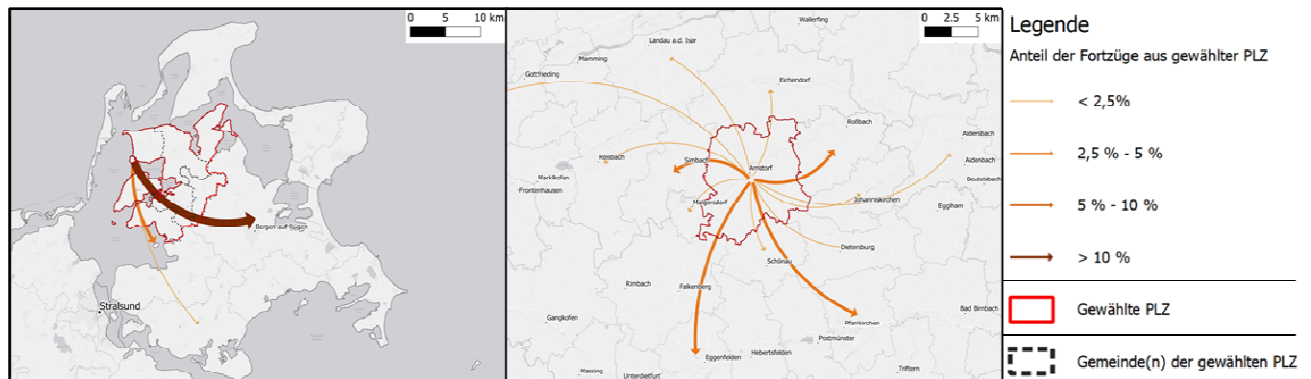 0 5 10 km
Stralsund
Bergen auf Rügen
0 2.5 5 km
Wallerfing
Landau a.d. Isar
Mamming
Gottfrieding
Eichendorf
Roßbach
Aldersbach
Reisbach
Simbach
Arnstorf
Aidenbach
Marklkofen
Frontenhausen
Beutelsbach
Malgersdorf
Johanniskirchen
Egglham
Dietersburg
Schönau
Rimbach
Falkenberg
Bad Birnbach
Gangkofen
Pfarrkirchen
Postmünster
Eggenfelden
Hebertsfelden
Massing
Unterdietfurt
Triftern
Legende
Anteil der Fortzüge aus gewählter PLZ
< 2,5%
2,5 % - 5 %
5 % - 10 %
> 10 %
Gewählte PLZ
Gemeinde(n) der gewählten PLZ